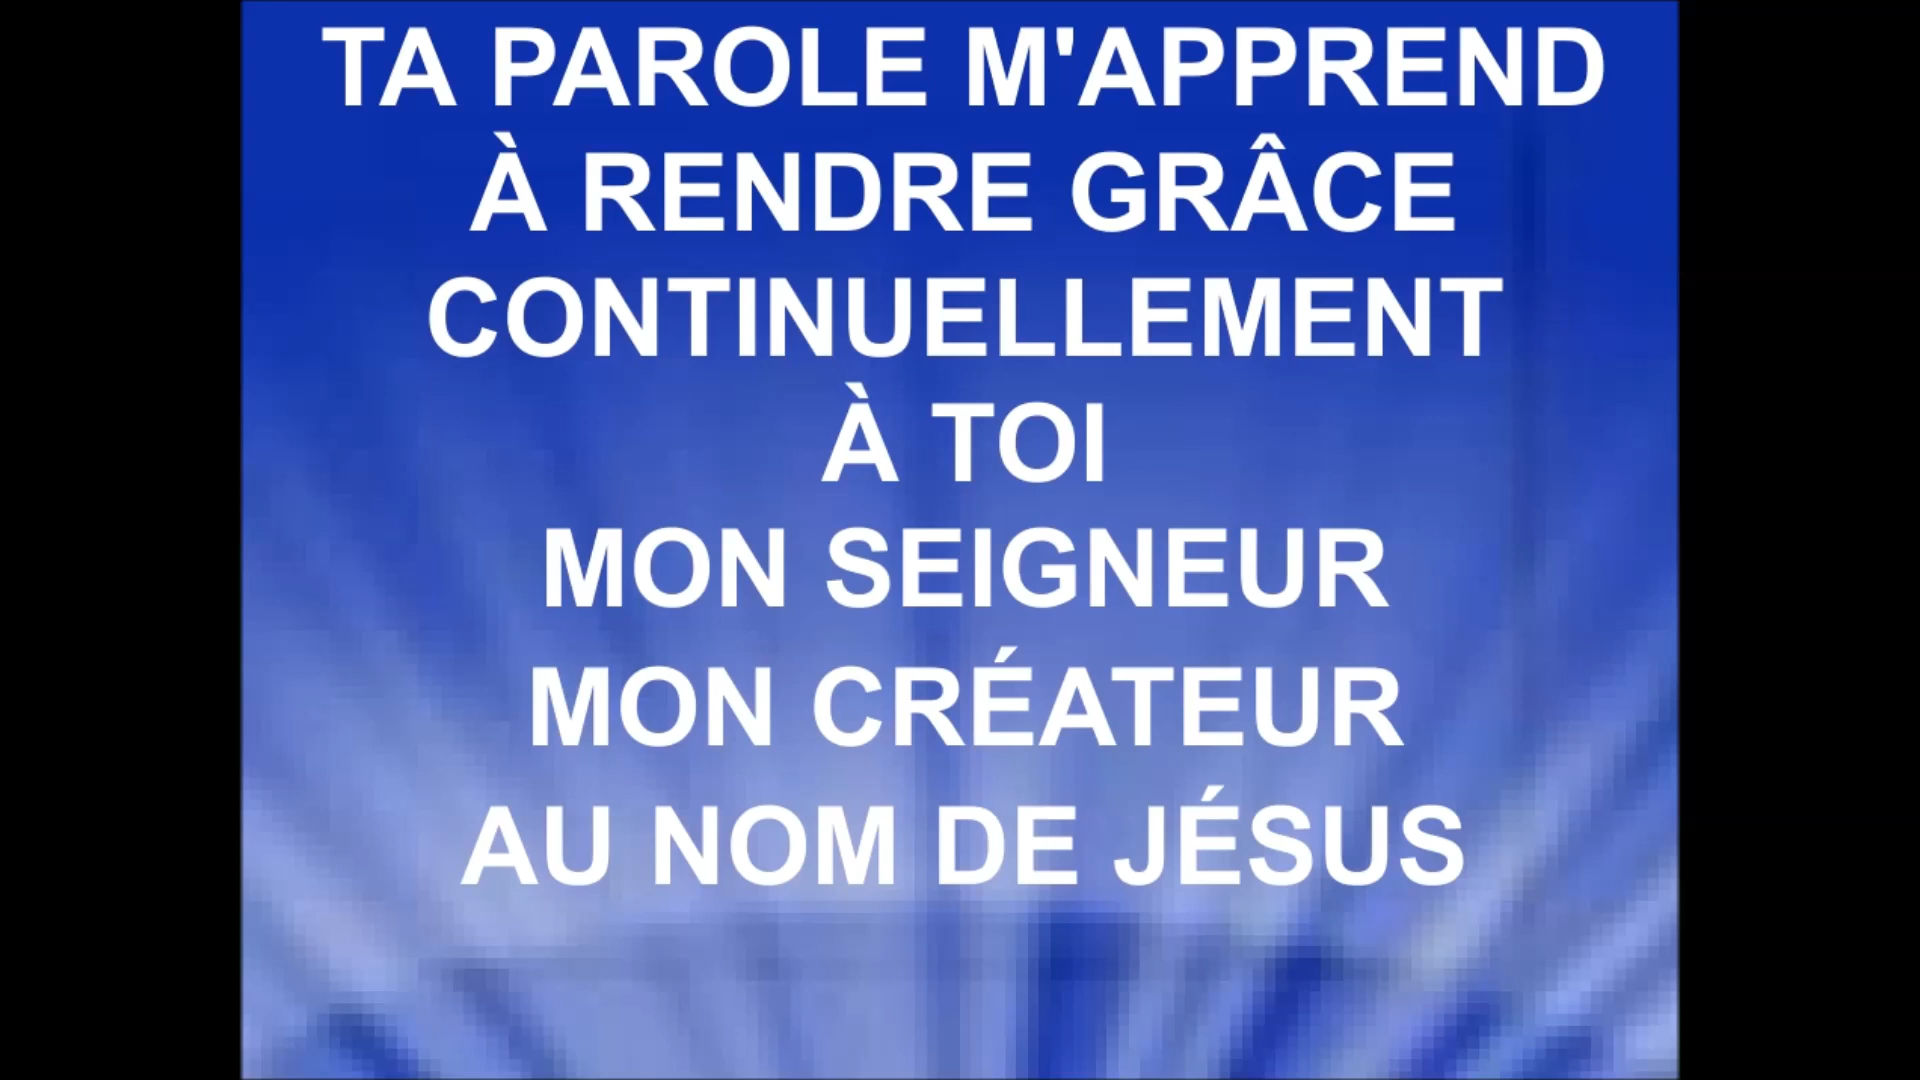 TA PAROLE M'APPREND
À RENDRE GRÂCE
CONTINUELLEMENT
À TOI
MON SEIGNEUR
MON CRÉATEUR
AU NOM DE JÉSUS